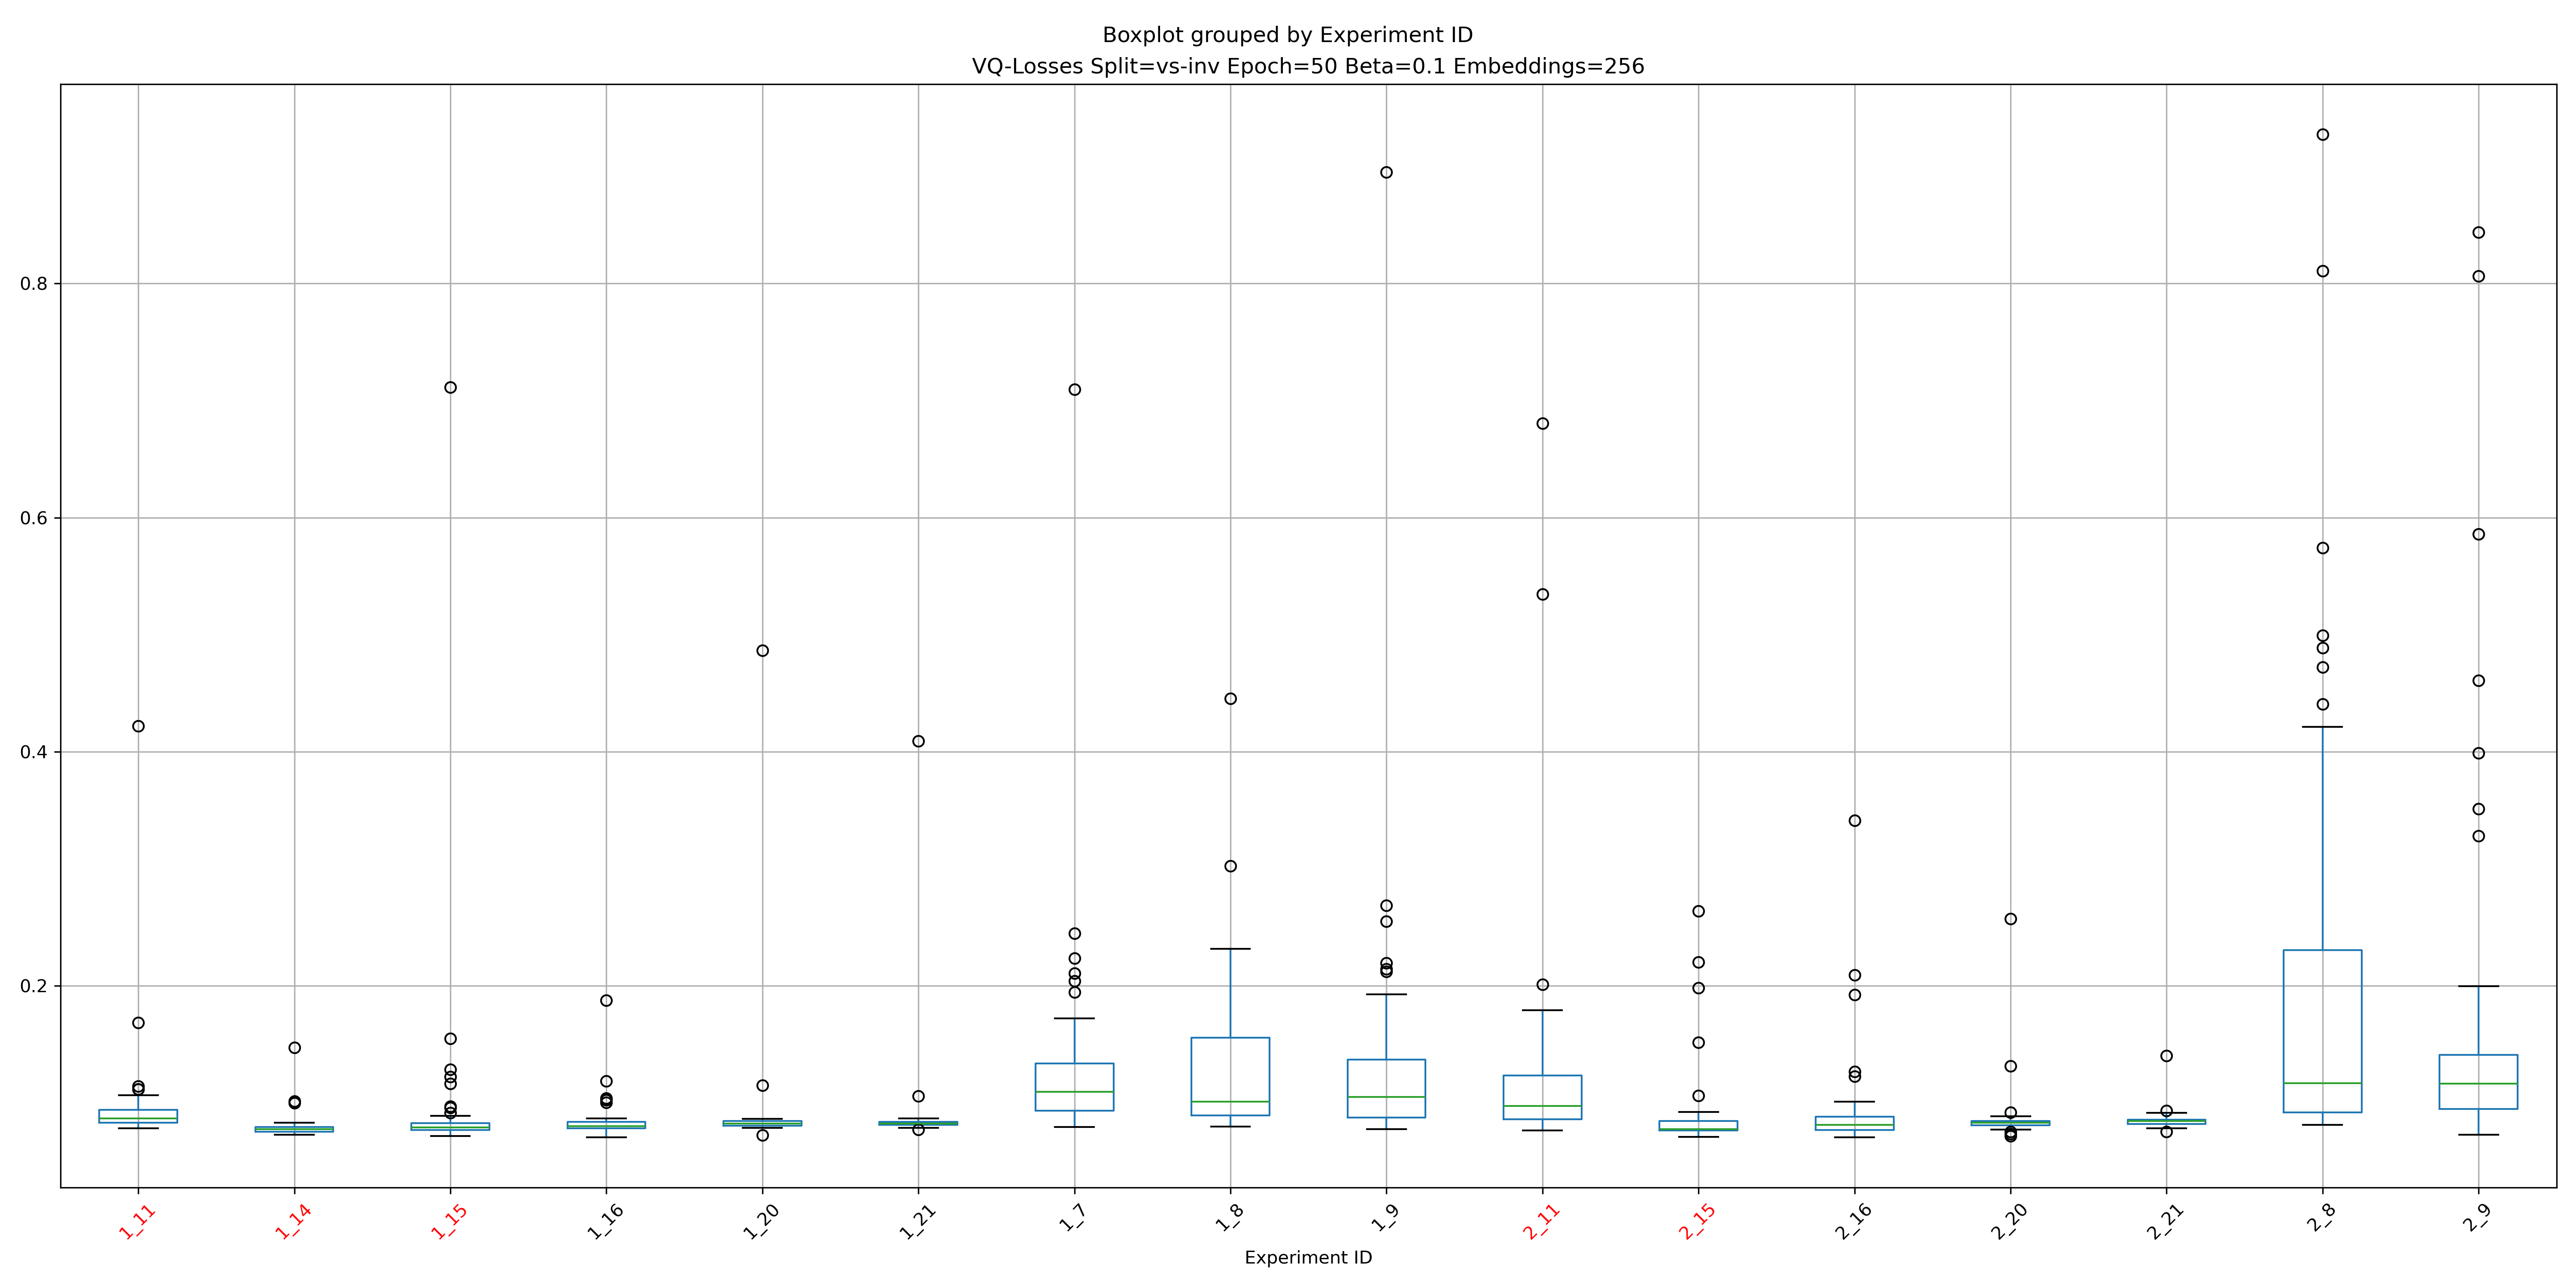 Boxplot grouped by Experiment ID
VQ-Losses Split=vs-inv Epoch=50 Beta=0.1 Embeddings=256
0.8
0.6
0.4
0.2
1_11 1_14 1_15 1_16 1_20 1_21 1_7 1_8 1_9 2_11 2_15 2_16 2_20 2_21 2_8 2_9
Experiment ID